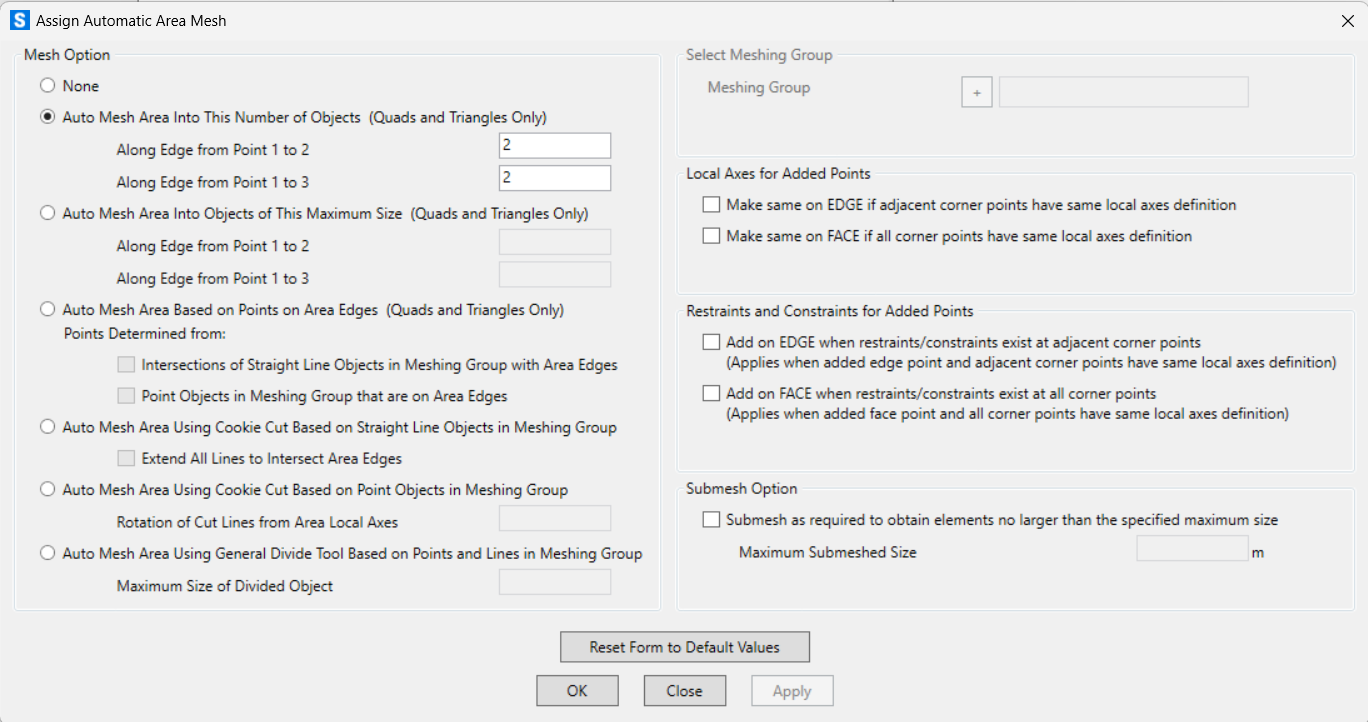 S Assign Automatic Area Mesh
Mesh Option
None
Auto Mesh Area Into This Number of Objects (Quads and Triangles Only)
Along Edge from Point 1 to 2
2
Along Edge from Point 1 to 3
2
Auto Mesh Area Into Objects of This Maximum Size (Quads and Triangles Only)
Along Edge from Point 1 to 2
Along Edge from Point 1 to 3
Auto Mesh Area Based on Points on Area Edges (Quads and Triangles Only)
Points Determined from:
Intersections of Straight Line Objects in Meshing Group with Area Edges
Point Objects in Meshing Group that are on Area Edges
Auto Mesh Area Using Cookie Cut Based on Straight Line Objects in Meshing Group
Extend All Lines to Intersect Area Edges
Auto Mesh Area Using Cookie Cut Based on Point Objects in Meshing Group
Rotation of Cut Lines from Area Local Axes
Auto Mesh Area Using General Divide Tool Based on Points and Lines in Meshing Group
Maximum Size of Divided Object
Select Meshing Group
Meshing Group
+
Local Axes for Added Points
Make same on EDGE if adjacent corner points have same local axes definition
Make same on FACE if all corner points have same local axes definition
Restraints and Constraints for Added Points
Add on EDGE when restraints/constraints exist at adjacent corner points
(Applies when added edge point and adjacent corner points have same local axes definition)
Add on FACE when restraints/constraints exist at all corner points
(Applies when added face point and all corner points have same local axes definition)
Submesh Option
Submesh as required to obtain elements no larger than the specified maximum size
Maximum Submeshed Size
m
Reset Form to Default Values
OK
Close
Apply